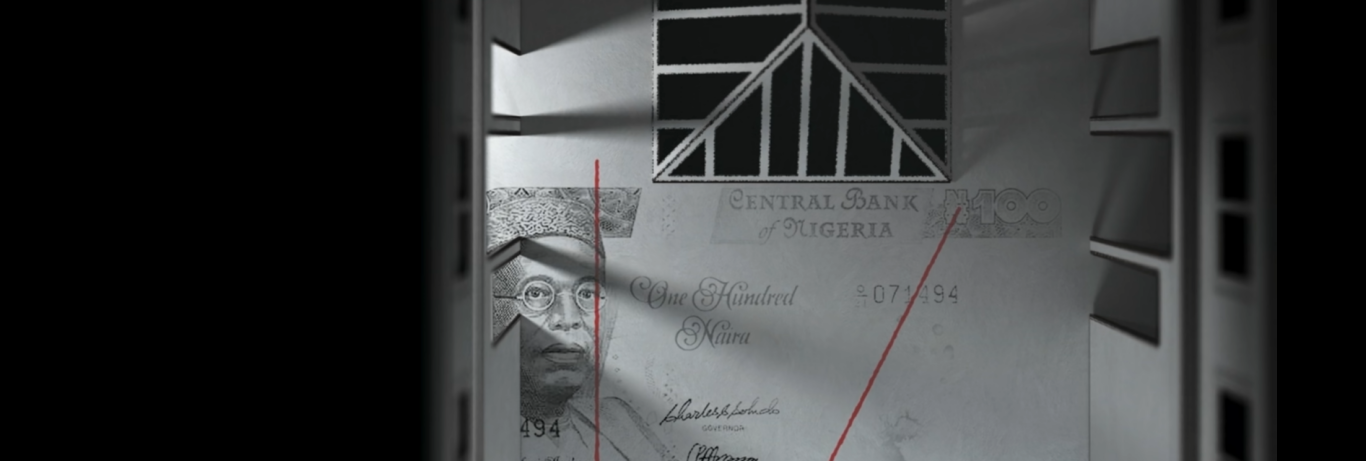 CENTRAL BANK
of NIGERIA
₦100
One Hundred
Naira
071494
GOVERNOR
494